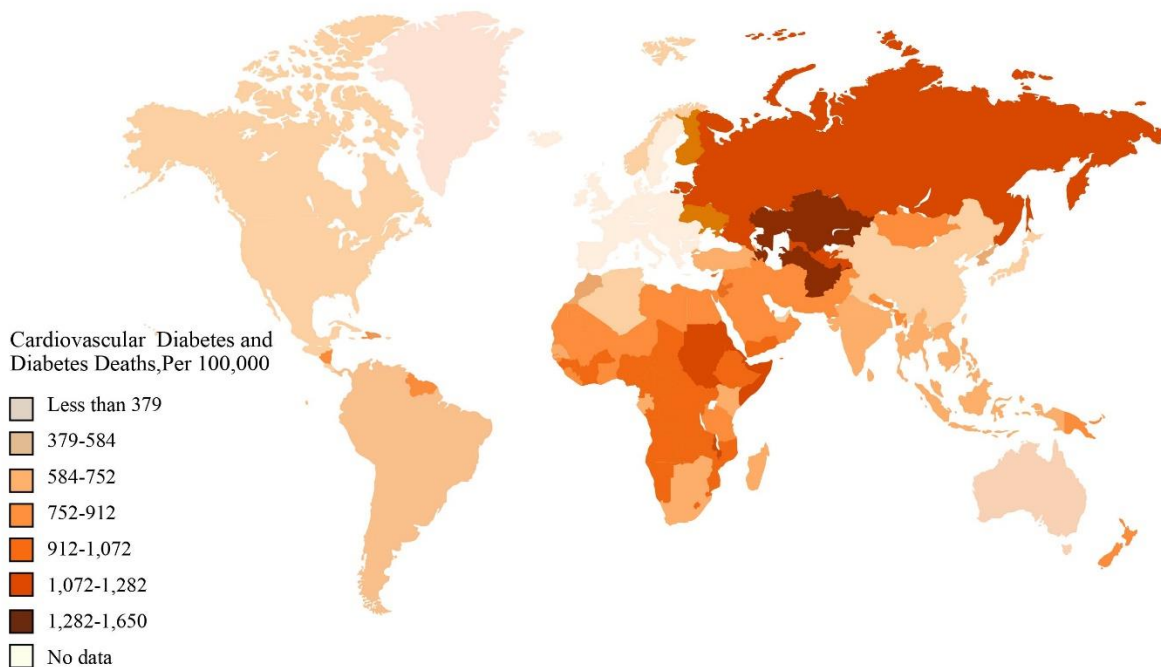 Cardiovascular Diabetes and
Diabetes Deaths,Per 100,000
Less than 379
379-584
584-752
752-912
912-1,072
1,072-1,282
1,282-1,650
No data